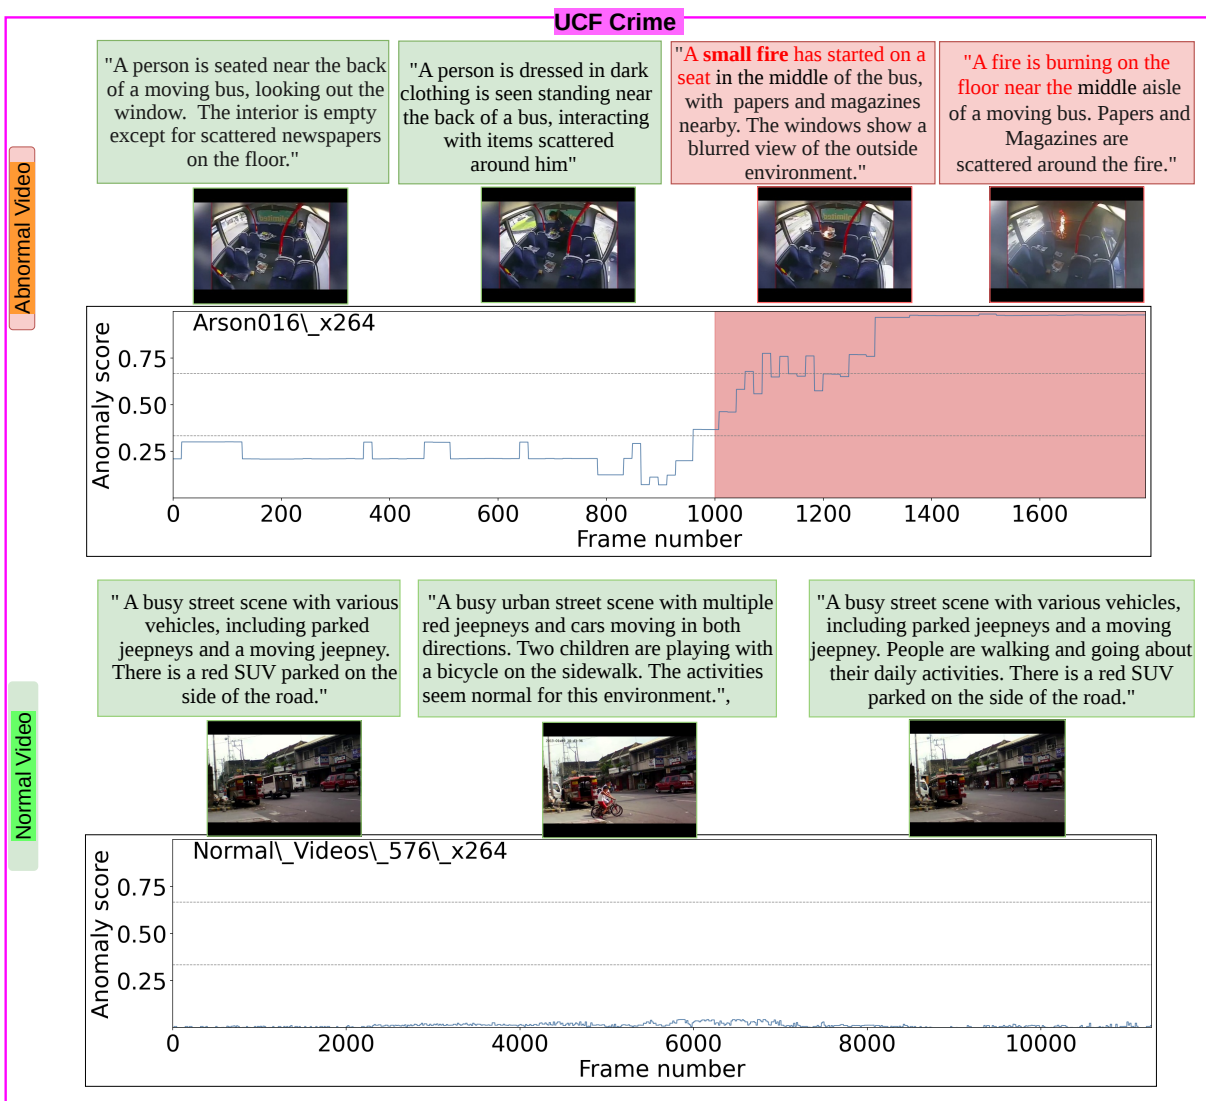 UCF Crime
Abnormal Video
"A person is seated near the back
of a moving bus, looking out the
window. The interior is empty
except for scattered newspapers
on the floor."
"A person is dressed in dark
clothing is seen standing near
the back of a bus, interacting
with items scattered
around him"
"A small fire has started on a
seat in the middle of the bus,
with papers and magazines
nearby. The windows show a
blurred view of the outside
environment."
"A fire is burning on the
floor near the middle aisle
of a moving bus. Papers and
Magazines are
scattered around the fire."
Arson016\_x264
Anomaly score
0.75
0.50
0.25
0 200 400 600 800 1000 1200 1400 1600
Frame number
Normal Video
" A busy street scene with various
vehicles, including parked
jeepneys and a moving jeepney.
There is a red SUV parked on the
side of the road."
"A busy urban street scene with multiple
red jeepneys and cars moving in both
directions. Two children are playing with
a bicycle on the sidewalk. The activities
seem normal for this environment.",
"A busy street scene with various vehicles,
including parked jeepneys and a moving
jeepney. People are walking and going about
their daily activities. There is a red SUV
parked on the side of the road."
Normal\_Videos\_576\_x264
Anomaly score
0.75
0.50
0.25
0 2000 4000 6000 8000 10000
Frame number